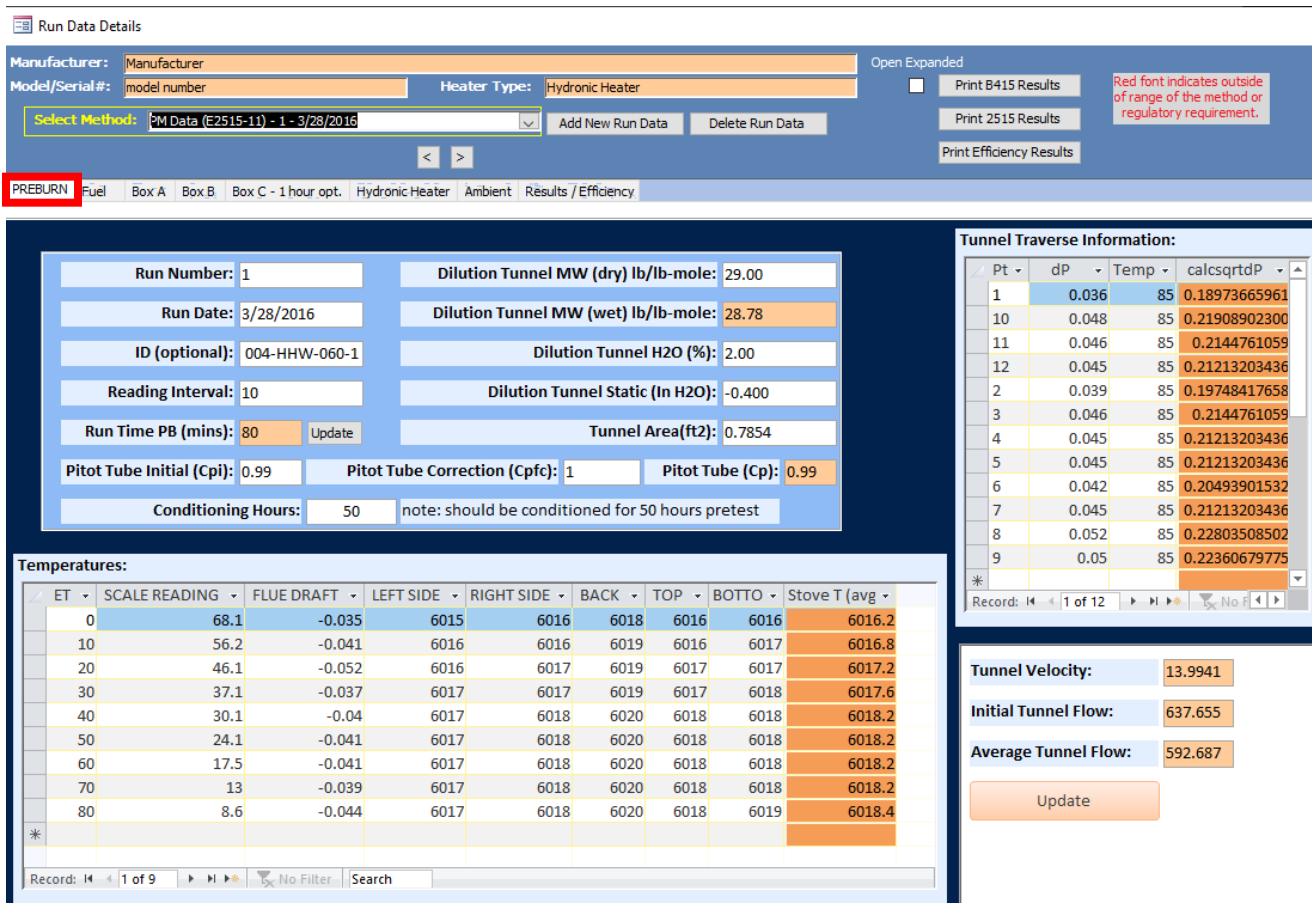 Run Data Details
Manufacturer: Manufacturer Open Expanded
Model/Serial#: model number Heater Type: Hydronic Heater Print B415 Results
Red font indicates outside
of range of the method or
regulatory requirement.
Select Method: PM Data (E2515-11) - 1 - 3/28/2016 Add New Run Data Delete Run Data Print 2515 Results
< > Print Efficiency Results
PREBURN Fuel Box A Box B Box C - 1 hour opt. Hydronic Heater Ambient Results / Efficiency
Run Number: 1 Dilution Tunnel MW (dry) lb/lb-mole: 29.00
Run Date: 3/28/2016 Dilution Tunnel MW (wet) lb/lb-mole: 28.78
ID (optional): 004-HHW-060-1 Dilution Tunnel H2O (%): 2.00
Reading Interval: 10 Dilution Tunnel Static (In H2O): -0.400
Run Time PB (mins): 80 Update Tunnel Area(ft2): 0.7854
Pitot Tube Initial (Cpi): 0.99 Pitot Tube Correction (Cpfc): 1 Pitot Tube (Cp): 0.99
Conditioning Hours: 50 note: should be conditioned for 50 hours pretest
Tunnel Traverse Information:
Pt dP Temp calcsqrtdP
1 0.036 85 0.18973665961
10 0.048 85 0.21908902300
11 0.046 85 0.2144761059
12 0.045 85 0.21213203436
2 0.039 85 0.19748417658
3 0.046 85 0.2144761059
4 0.045 85 0.21213203436
5 0.045 85 0.21213203436
6 0.042 85 0.20493901532
7 0.045 85 0.21213203436
8 0.052 85 0.22803508502
9 0.05 85 0.22360679775
*
Record: 1 of 12 No F
Temperatures:
ET SCALE READING FLUE DRAFT LEFT SIDE RIGHT SIDE BACK TOP BOTTO Stove T (avg
0 68.1 -0.035 6015 6016 6018 6016 6016 6016.2
10 56.2 -0.041 6016 6016 6019 6016 6017 6016.8
20 46.1 -0.052 6016 6017 6019 6017 6017 6017.2
30 37.1 -0.037 6017 6017 6019 6017 6018 6017.6
40 30.1 -0.04 6017 6018 6020 6018 6018 6018.2
50 24.1 -0.041 6017 6018 6020 6018 6018 6018.2
60 17.5 -0.041 6017 6018 6020 6018 6018 6018.2
70 13 -0.039 6017 6018 6020 6018 6018 6018.2
80 8.6 -0.044 6017 6018 6020 6018 6019 6018.4
*
Record: 1 of 9 No Filter Search
Tunnel Velocity: 13.9941
Initial Tunnel Flow: 637.655
Average Tunnel Flow: 592.687
Update